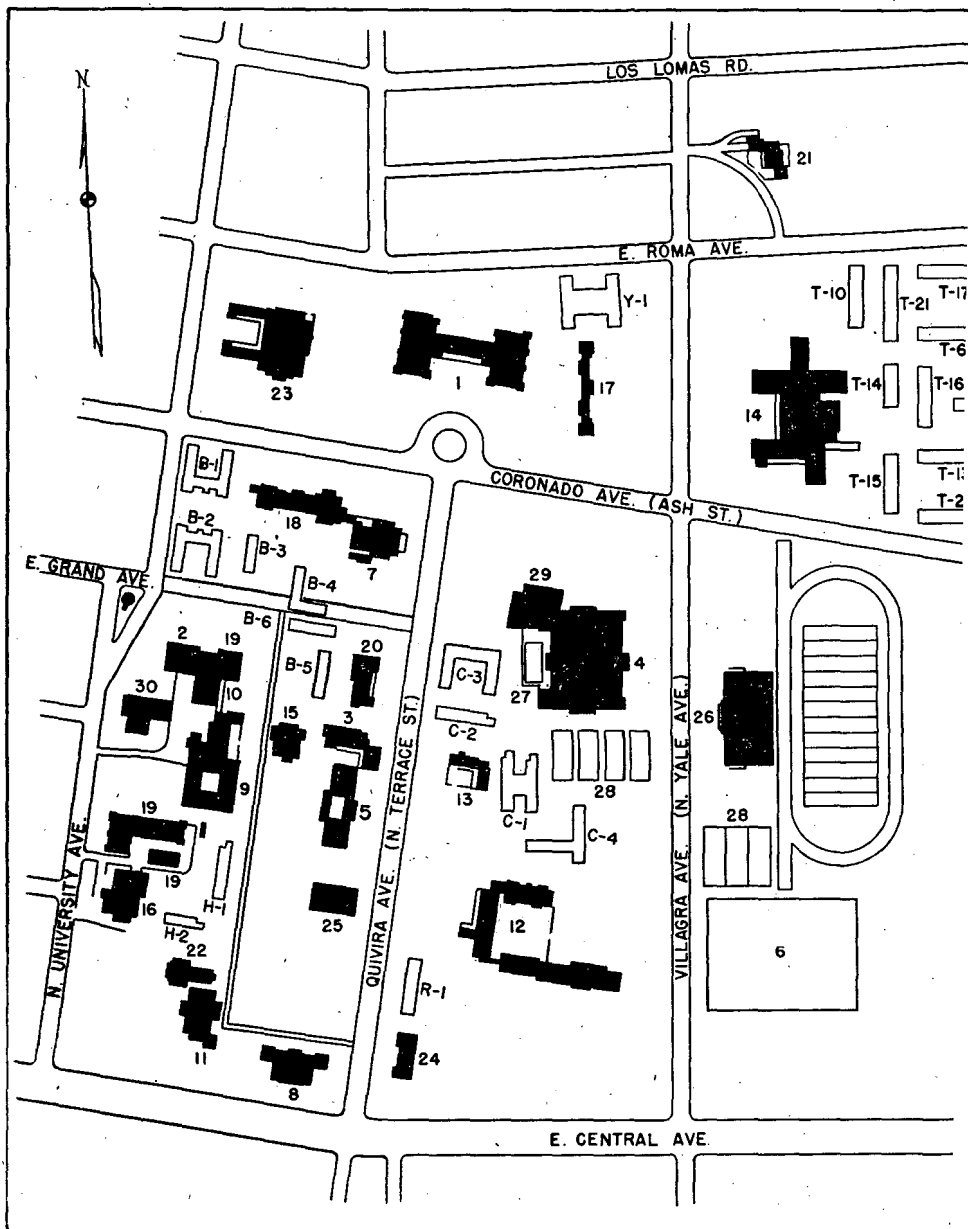 N
LOS LOMAS RD.
21
E. ROMA AVE.
Y-1
T-10
T-21
T-17
T-6
23
1
17
14
T-14
T-16
T-15
T-13
T-2
CORONADO AVE. (ASH ST.)
B-1
18
B-2
B-3
7
E. GRAND AVE.
B-4
29
B-6
2
19
20
B-5
C-3
4
30
10
27
15
3
C-2
26
9
13
28
C-1
5
C-4
19
28
19
16
H-1
25
12
H-2
22
6
R-1
11
24
8
N. UNIVERSITY AVE.
QUIVIRA AVE. (N. TERRACE ST.)
VILLAGRA AVE. (N. YALE AVE.)
E. CENTRAL AVE.